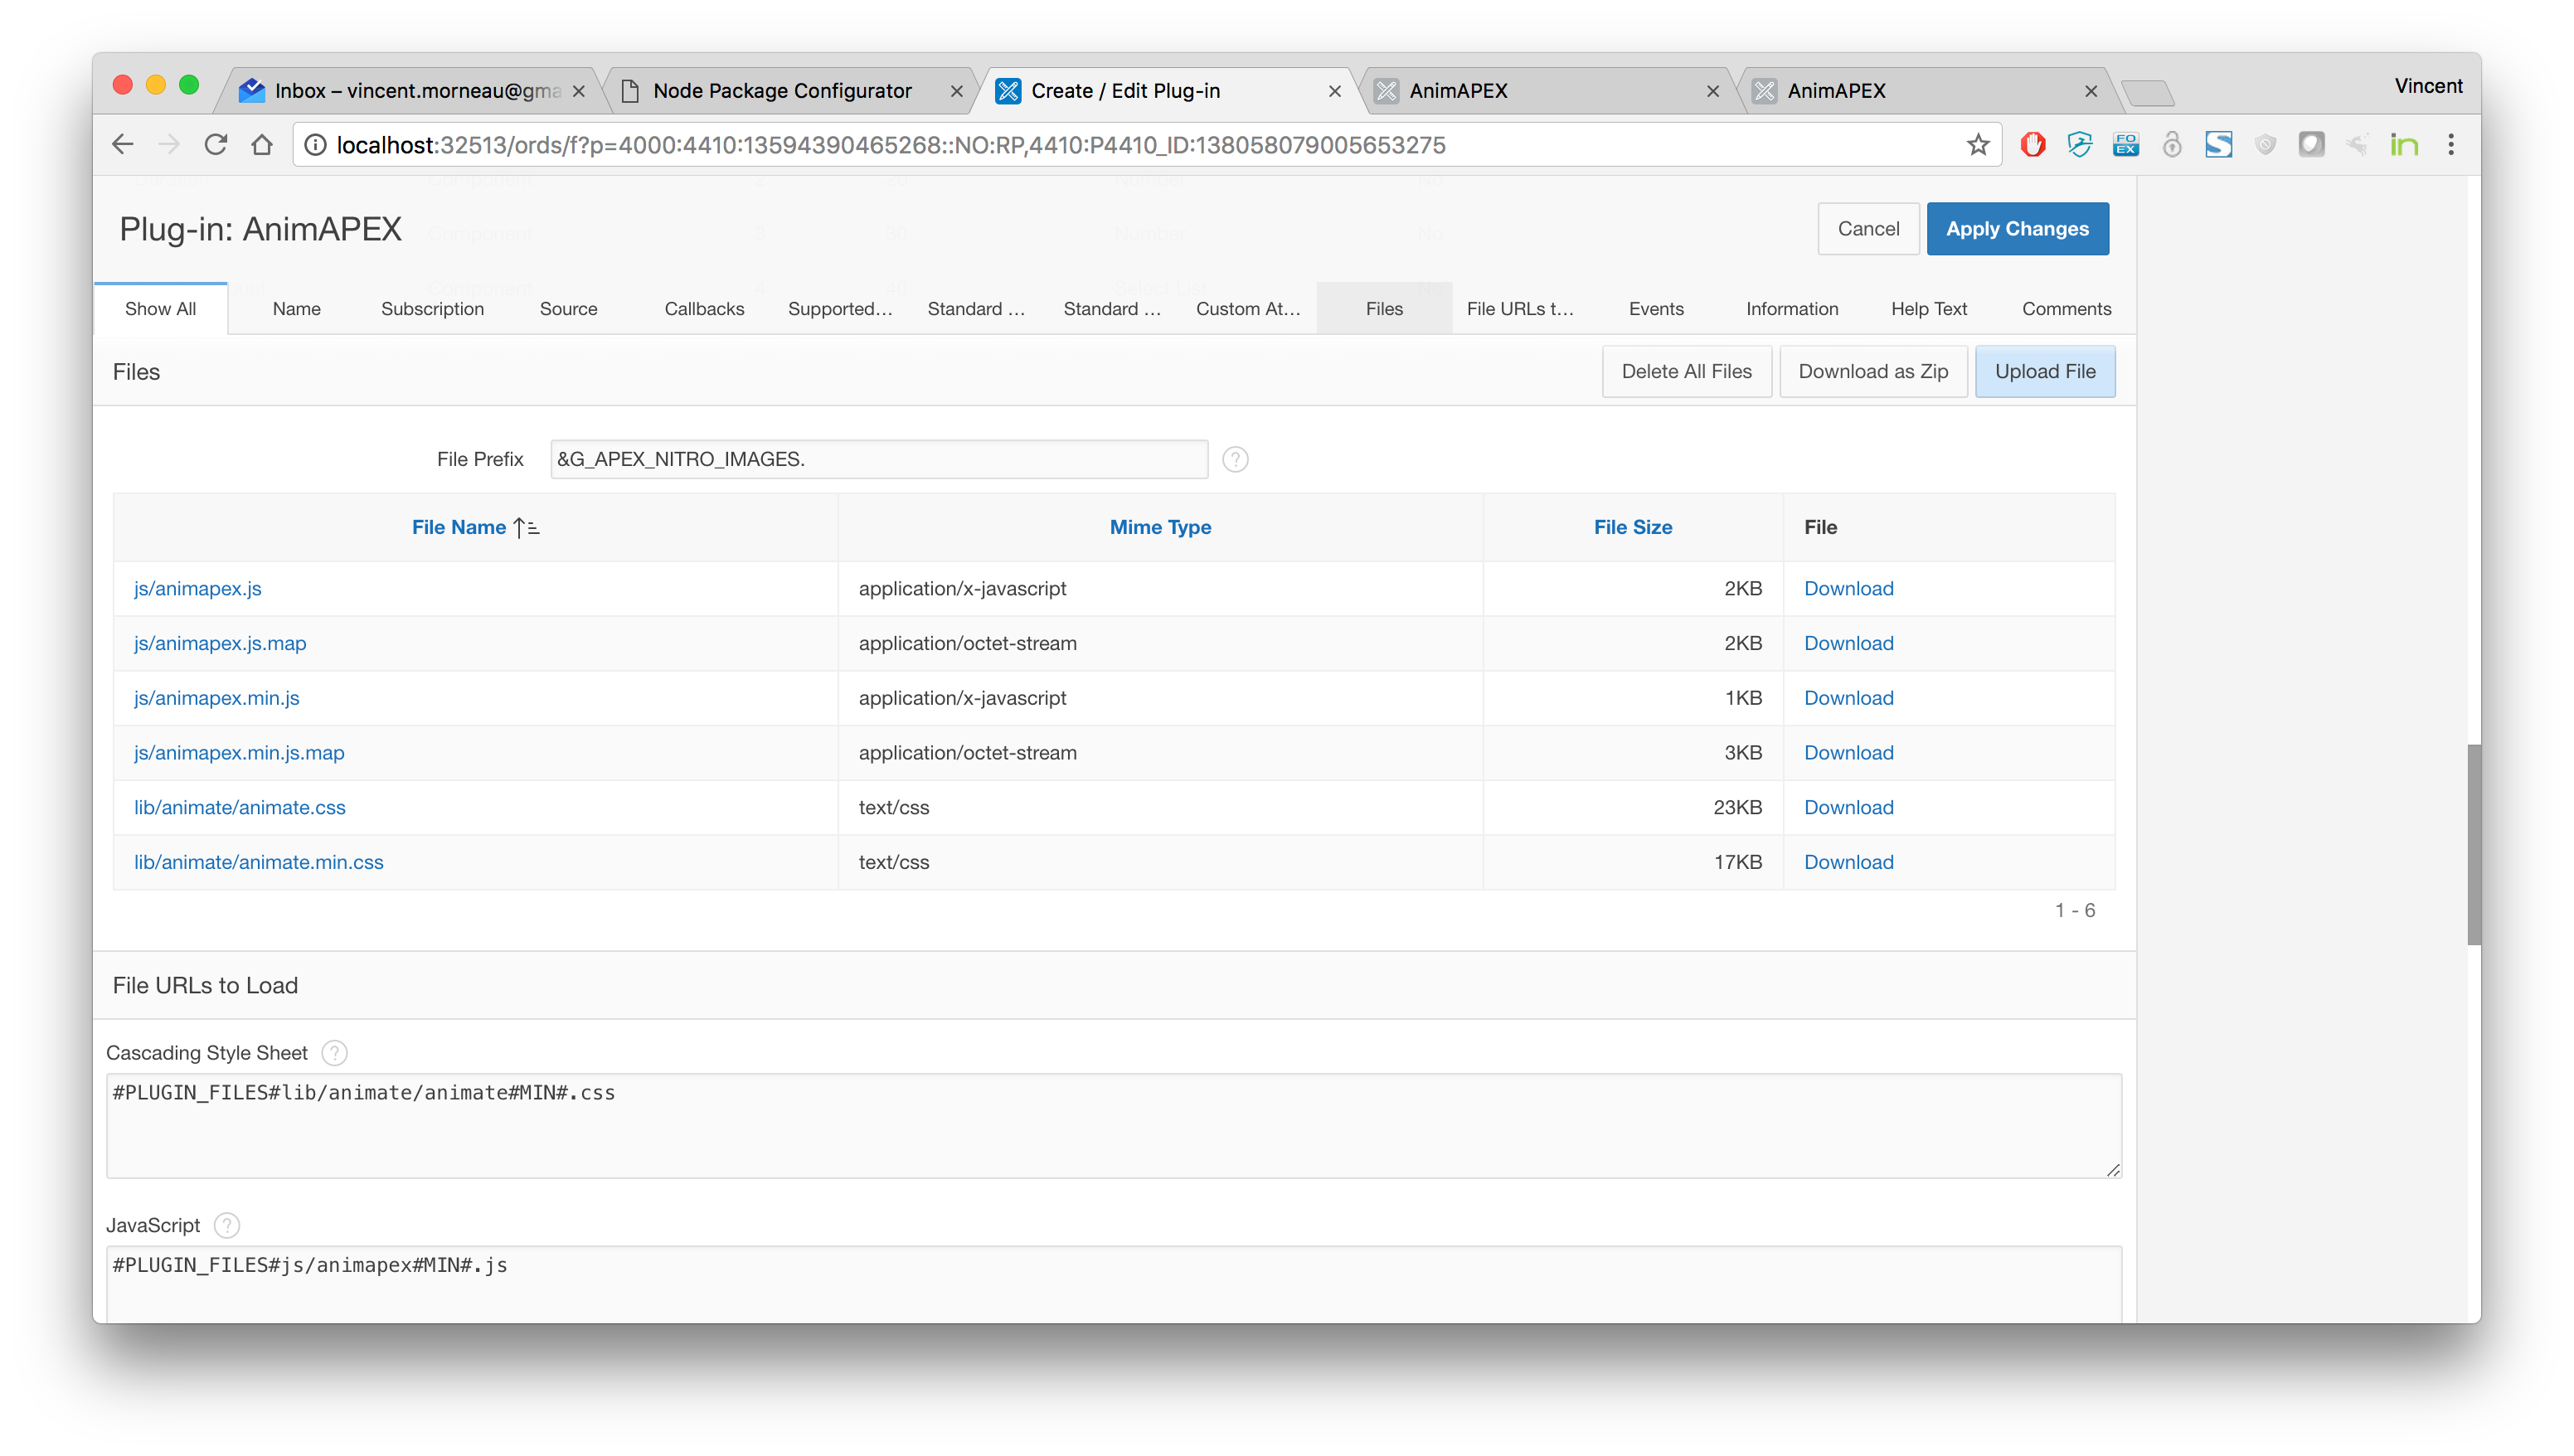 Inbox – vincent.morneau@gma
Node Package Configurator
Create / Edit Plug-in
AnimAPEX
AnimAPEX
Vincent
localhost:32513/ords/f?p=4000:4410:13594390465268::NO:RP,4410:P4410_ID:138058079005653275
FO
EX
S
in
Plug-in: AnimAPEX
Cancel
Apply Changes
Show All
Name
Subscription
Source
Callbacks
Supported...
Standard ...
Standard ...
Custom At...
Files
File URLs t...
Events
Information
Help Text
Comments
Files
Delete All Files
Download as Zip
Upload File
File Prefix
&G_APEX_NITRO_IMAGES.
?
File Name
Mime Type
File Size
File
js/animapex.js application/x-javascript 2KB Download
js/animapex.js.map application/octet-stream 2KB Download
js/animapex.min.js application/x-javascript 1KB Download
js/animapex.min.js.map application/octet-stream 3KB Download
lib/animate/animate.css text/css 23KB Download
lib/animate/animate.min.css text/css 17KB Download
1 - 6
File URLs to Load
Cascading Style Sheet ?
#PLUGIN_FILES#lib/animate/animate#MIN#.css
JavaScript ?
#PLUGIN_FILES#js/animapex#MIN#.js